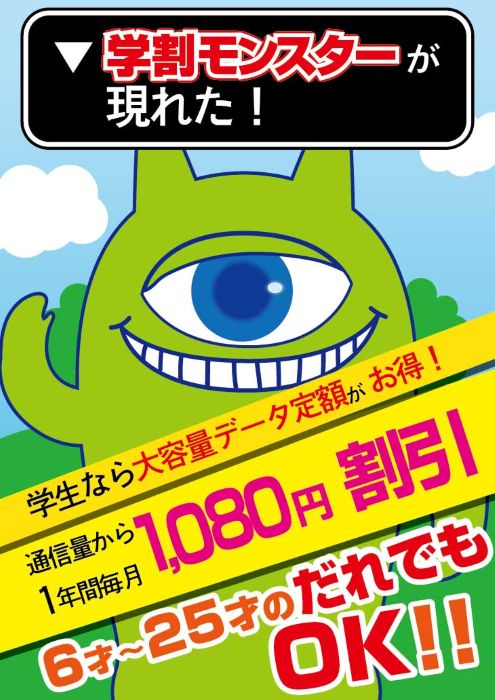 ▼学割モンスターが
現れた！
学生なら大容量データ定額がお得！
通信量から
1年間毎月
1,080円 割引
6才～25才のだれでも
OK!!